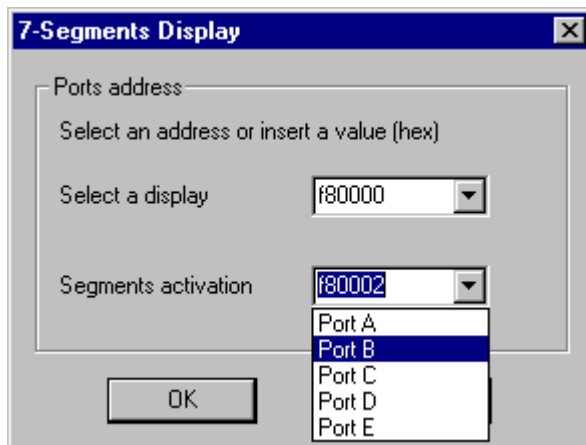 7-Segments Display
Ports address
Select an address or insert a value (hex)
Select a display f80000
Segments activation f80002
Port A
Port B
Port C
Port D
Port E
OK